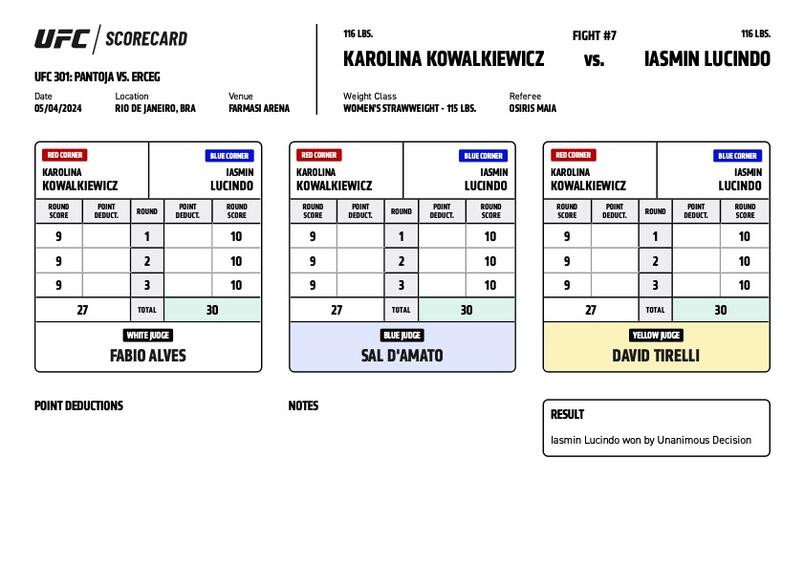 UFC / SCORECARD
UFC 301: PANTOJA VS. ERCEG
Date Location Venue
05/04/2024 RIO DE JANEIRO, BRA FARMASI ARENA
116 LBS. FIGHT #7 116 LBS.
KAROLINA KOWALKIEWICZ vs. IASMIN LUCINDO
Weight Class Referee
WOMEN'S STRAWWEIGHT - 115 LBS. OSIRIS MAIA
RED CORNER BLUE CORNER
KAROLINA IASMIN
KOWALKIEWICZ LUCINDO
ROUND SCORE POINT DEDUCT. ROUND POINT DEDUCT. ROUND SCORE
9 1 10
9 2 10
9 3 10
27 TOTAL 30
WHITE JUDGE
FABIO ALVES
RED CORNER BLUE CORNER
KAROLINA IASMIN
KOWALKIEWICZ LUCINDO
ROUND SCORE POINT DEDUCT. ROUND POINT DEDUCT. ROUND SCORE
9 1 10
9 2 10
9 3 10
27 TOTAL 30
BLUE JUDGE
SAL D'AMATO
RED CORNER BLUE CORNER
KAROLINA IASMIN
KOWALKIEWICZ LUCINDO
ROUND SCORE POINT DEDUCT. ROUND POINT DEDUCT. ROUND SCORE
9 1 10
9 2 10
9 3 10
27 TOTAL 30
YELLOW JUDGE
DAVID TIRELLI
POINT DEDUCTIONS
NOTES
RESULT
Iasmin Lucindo won by Unanimous Decision